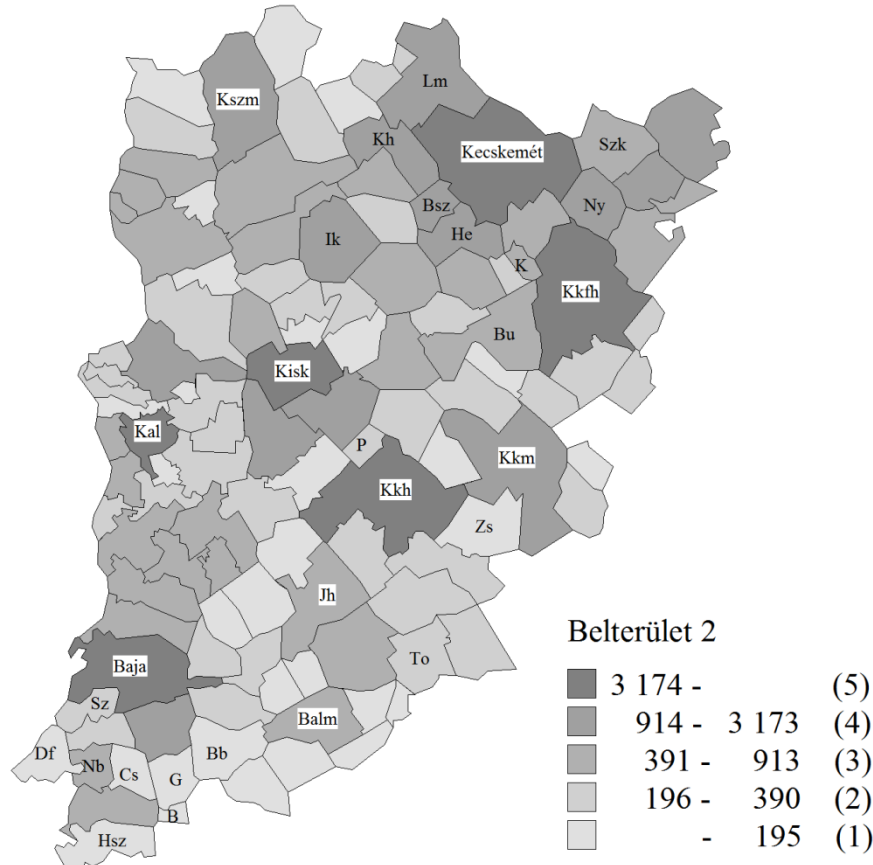 Lm
Kszm
Kh
Kecskemét
Szk
Bsz
Ny
Ik
He
K
Kkfh
Bu
Kisk
Kal
P
Kkm
Kkh
Zs
Jh
To
Baja
Sz
Balm
Df
Nb
Cs
G
Bb
B
Hsz
Belterület 2
3 174 - (5)
914 - 3 173 (4)
391 - 913 (3)
196 - 390 (2)
- 195 (1)